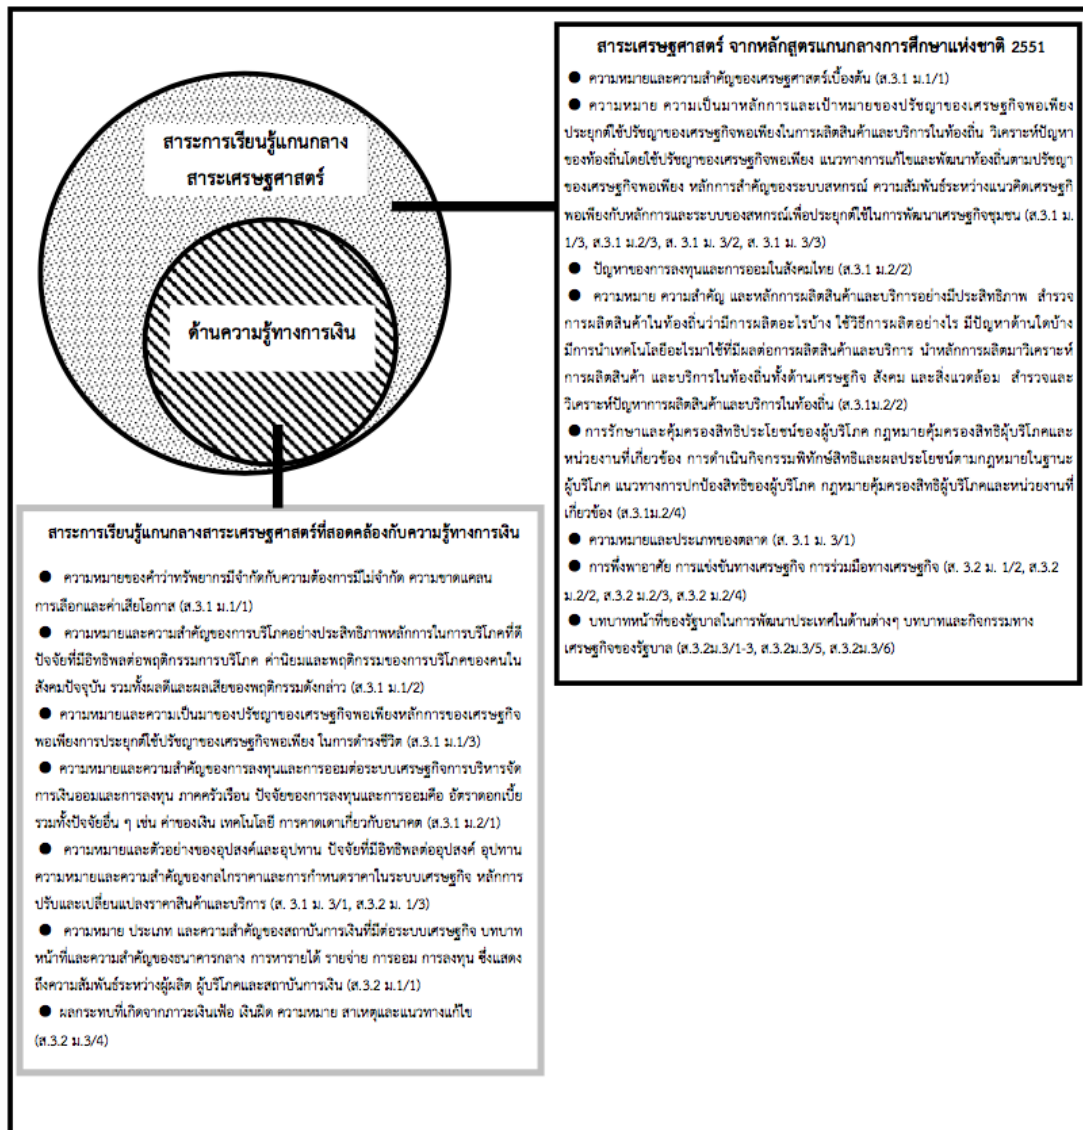 สาระการเรียนรู้แกนกลาง
สาระเศรษฐศาสตร์
ด้านความรู้ทางการเงิน
สาระเศรษฐศาสตร์ จากหลักสูตรแกนกลางการศึกษาแห่งชาติ 2551
● ความหมายและความสำคัญของเศรษฐศาสตร์เบื้องต้น (ส.3.1 ม.1/1)
● ความหมาย ความเป็นมาหลักการและเป้าหมายของปรัชญาของเศรษฐกิจพอเพียง
ประยุกต์ใช้ปรัชญาของเศรษฐกิจพอเพียงในการผลิตสินค้าและบริการในท้องถิ่น วิเคราะห์ปัญหา
ของท้องถิ่นโดยใช้ปรัชญาของเศรษฐกิจพอเพียง แนวทางการแก้ไขและพัฒนาท้องถิ่นตามปรัชญา
ของเศรษฐกิจพอเพียง หลักการสำคัญของระบบสหกรณ์ ความสัมพันธ์ระหว่างแนวคิดเศรษฐกิ
พอเพียงกับหลักการและระบบของสหกรณ์เพื่อประยุกต์ใช้ในการพัฒนาเศรษฐกิจชุมชน (ส.3.1 ม.
1/3, ส.3.1 ม.2/3, ส. 3.1 ม. 3/2, ส. 3.1 ม. 3/3)
● ปัญหาของการลงทุนและการออมในสังคมไทย (ส.3.1 ม.2/2)
● ความหมาย ความสำคัญ และหลักการผลิตสินค้าและบริการอย่างมีประสิทธิภาพ สำรวจ
การผลิตสินค้าในท้องถิ่นว่ามีการผลิตอะไรบ้าง ใช้วิธีการผลิตอย่างไร มีปัญหาด้านใดบ้าง
มีการนำเทคโนโลยีอะไรมาใช้ที่มีผลต่อการผลิตสินค้าและบริการ นำหลักการผลิตมาวิเคราะห์
การผลิตสินค้า และบริการในท้องถิ่นทั้งด้านเศรษฐกิจ สังคม และสิ่งแวดล้อม สำรวจและ
วิเคราะห์ปัญหาการผลิตสินค้าและบริการในท้องถิ่น (ส.3.1ม.2/2)
● การรักษาและคุ้มครองสิทธิประโยชน์ของผู้บริโภค กฎหมายคุ้มครองสิทธิผู้บริโภคและ
หน่วยงานที่เกี่ยวข้อง การดำเนินกิจกรรมพิทักษ์สิทธิและผลประโยชน์ตามกฎหมายในฐานะ
ผู้บริโภค แนวทางการปกป้องสิทธิของผู้บริโภค กฎหมายคุ้มครองสิทธิผู้บริโภคและหน่วยงานที่
เกี่ยวข้อง (ส.3.1ม.2/4)
● ความหมายและประเภทของตลาด (ส. 3.1 ม. 3/1)
● การพึ่งพาอาศัย การแข่งขันทางเศรษฐกิจ การร่วมมือทางเศรษฐกิจ (ส. 3.2 ม. 1/2, ส.3.2
ม.2/2, ส.3.2 ม.2/3, ส.3.2 ม.2/4)
● บทบาทหน้าที่ของรัฐบาลในการพัฒนาประเทศในด้านต่างๆ บทบาทและกิจกรรมทาง
เศรษฐกิจของรัฐบาล (ส.3.2ม.3/1-3, ส.3.2ม.3/5, ส.3.2ม.3/6)
สาระการเรียนรู้แกนกลางสาระเศรษฐศาสตร์ที่สอดคล้องกับความรู้ทางการเงิน
● ความหมายของคำว่าทรัพยากรมีจำกัดกับความต้องการมีไม่จำกัด ความขาดแคลน
การเลือกและค่าเสียโอกาส (ส.3.1 ม.1/1)
● ความหมายและความสำคัญของการบริโภคอย่างประสิทธิภาพหลักการในการบริโภคที่ดี
ปัจจัยที่มีอิทธิพลต่อพฤติกรรมการบริโภค ค่านิยมและพฤติกรรมของการบริโภคของคนใน
สังคมปัจจุบัน รวมทั้งผลดีและผลเสียของพฤติกรรมดังกล่าว (ส.3.1 ม.1/2)
● ความหมายและความเป็นมาของปรัชญาของเศรษฐกิจพอเพียงหลักการของเศรษฐกิจ
พอเพียงการประยุกต์ใช้ปรัชญาของเศรษฐกิจพอเพียง ในการดำรงชีวิต (ส.3.1 ม.1/3)
● ความหมายและความสำคัญของการลงทุนและการออมต่อระบบเศรษฐกิจการบริหารจัด
การเงินออมและการลงทุน ภาคครัวเรือน ปัจจัยของการลงทุนและการออมคือ อัตราดอกเบี้ย
รวมทั้งปัจจัยอื่น ๆ เช่น ค่าของเงิน เทคโนโลยี การคาดเดาเกี่ยวกับอนาคต (ส.3.1 ม.2/1)
● ความหมายและตัวอย่างของอุปสงค์และอุปทาน ปัจจัยที่มีอิทธิพลต่ออุปสงค์ อุปทาน
ความหมายและความสำคัญของกลไกราคาและการกำหนดราคาในระบบเศรษฐกิจ หลักการ
ปรับและเปลี่ยนแปลงราคาสินค้าและบริการ (ส. 3.1 ม. 3/1, ส.3.2 ม. 1/3)
● ความหมาย ประเภท และความสำคัญของสถาบันการเงินที่มีต่อระบบเศรษฐกิจ บทบาท
หน้าที่และความสำคัญของธนาคารกลาง การหารายได้ รายจ่าย การออม การลงทุน ซึ่งแสดง
ถึงความสัมพันธ์ระหว่างผู้ผลิต ผู้บริโภคและสถาบันการเงิน (ส.3.2 ม.1/1)
● ผลกระทบที่เกิดจากภาวะเงินเฟ้อ เงินฝืด ความหมาย สาเหตุและแนวทางแก้ไข
(ส.3.2 ม.3/4)